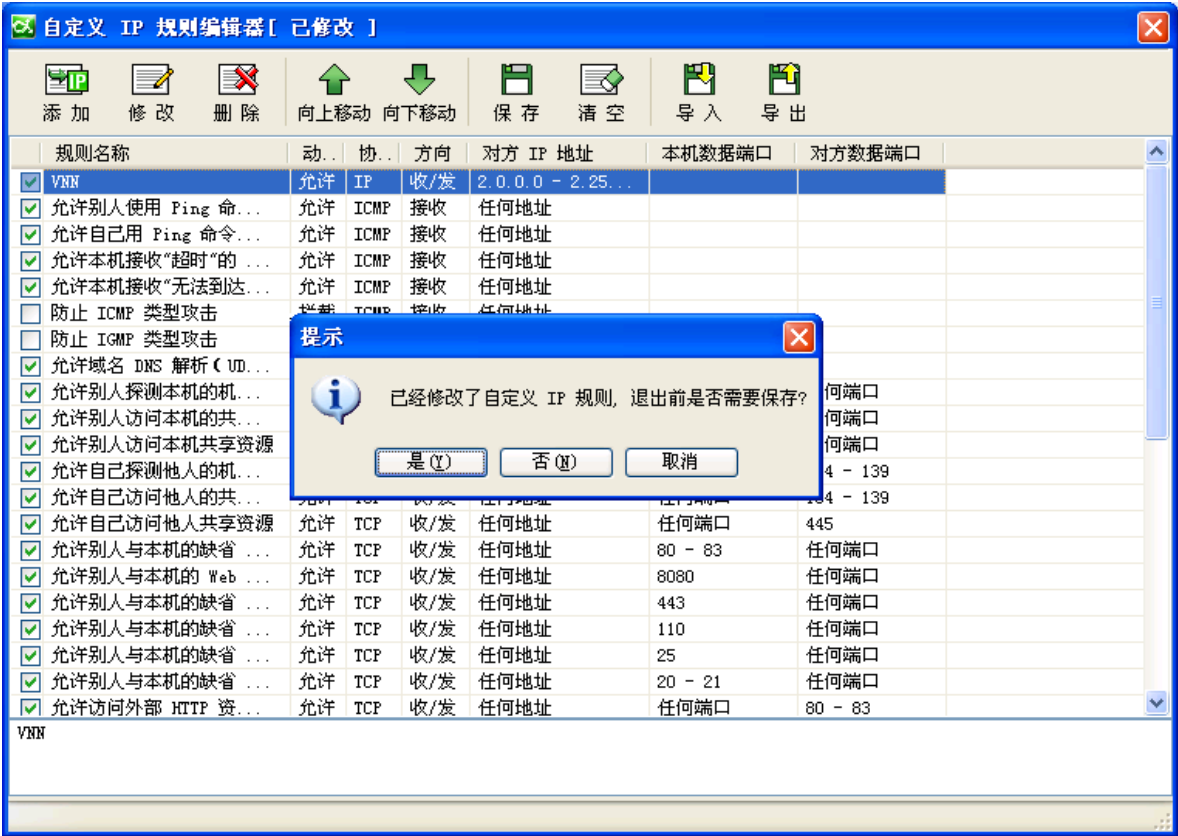 自定义 IP 规则编辑器[ 已修改 ]
添 加 修 改 删 除 向上移动 向下移动 保 存 清 空 导 入 导 出
规则名称 动.. 协.. 方向 对方 IP 地址 本机数据端口 对方数据端口
VNN 允许 IP 收/发 2.0.0.0 - 2.25...
允许别人使用 Ping 命... 允许 ICMP 接收 任何地址
允许自己用 Ping 命令... 允许 ICMP 接收 任何地址
允许本机接收"超时"的 ... 允许 ICMP 接收 任何地址
允许本机接收"无法到达... 允许 ICMP 接收 任何地址
防止 ICMP 类型攻击 拦截 ICMP 接收 任何地址
防止 IGMP 类型攻击
提示
允许域名 DNS 解析(UD...
允许别人探测本机的机... 何端口
已经修改了自定义 IP 规则, 退出前是否需要保存?
允许别人访问本机的共... 何端口
允许别人访问本机共享资源 何端口
是(Y) 否(N) 取消
允许自己探测他人的机... 4 - 139
允许自己访问他人的共... 4 - 139
允许自己访问他人共享资源 允许 TCP 收/发 任何地址 任何端口 445
允许别人与本机的缺省 ... 允许 TCP 收/发 任何地址 80 - 83 任何端口
允许别人与本机的 Web ... 允许 TCP 收/发 任何地址 8080 任何端口
允许别人与本机的缺省 ... 允许 TCP 收/发 任何地址 443 任何端口
允许别人与本机的缺省 ... 允许 TCP 收/发 任何地址 110 任何端口
允许别人与本机的缺省 ... 允许 TCP 收/发 任何地址 25 任何端口
允许别人与本机的缺省 ... 允许 TCP 收/发 任何地址 20 - 21 任何端口
允许访问外部 HTTP 资... 允许 TCP 收/发 任何地址 任何端口 80 - 83
VNN